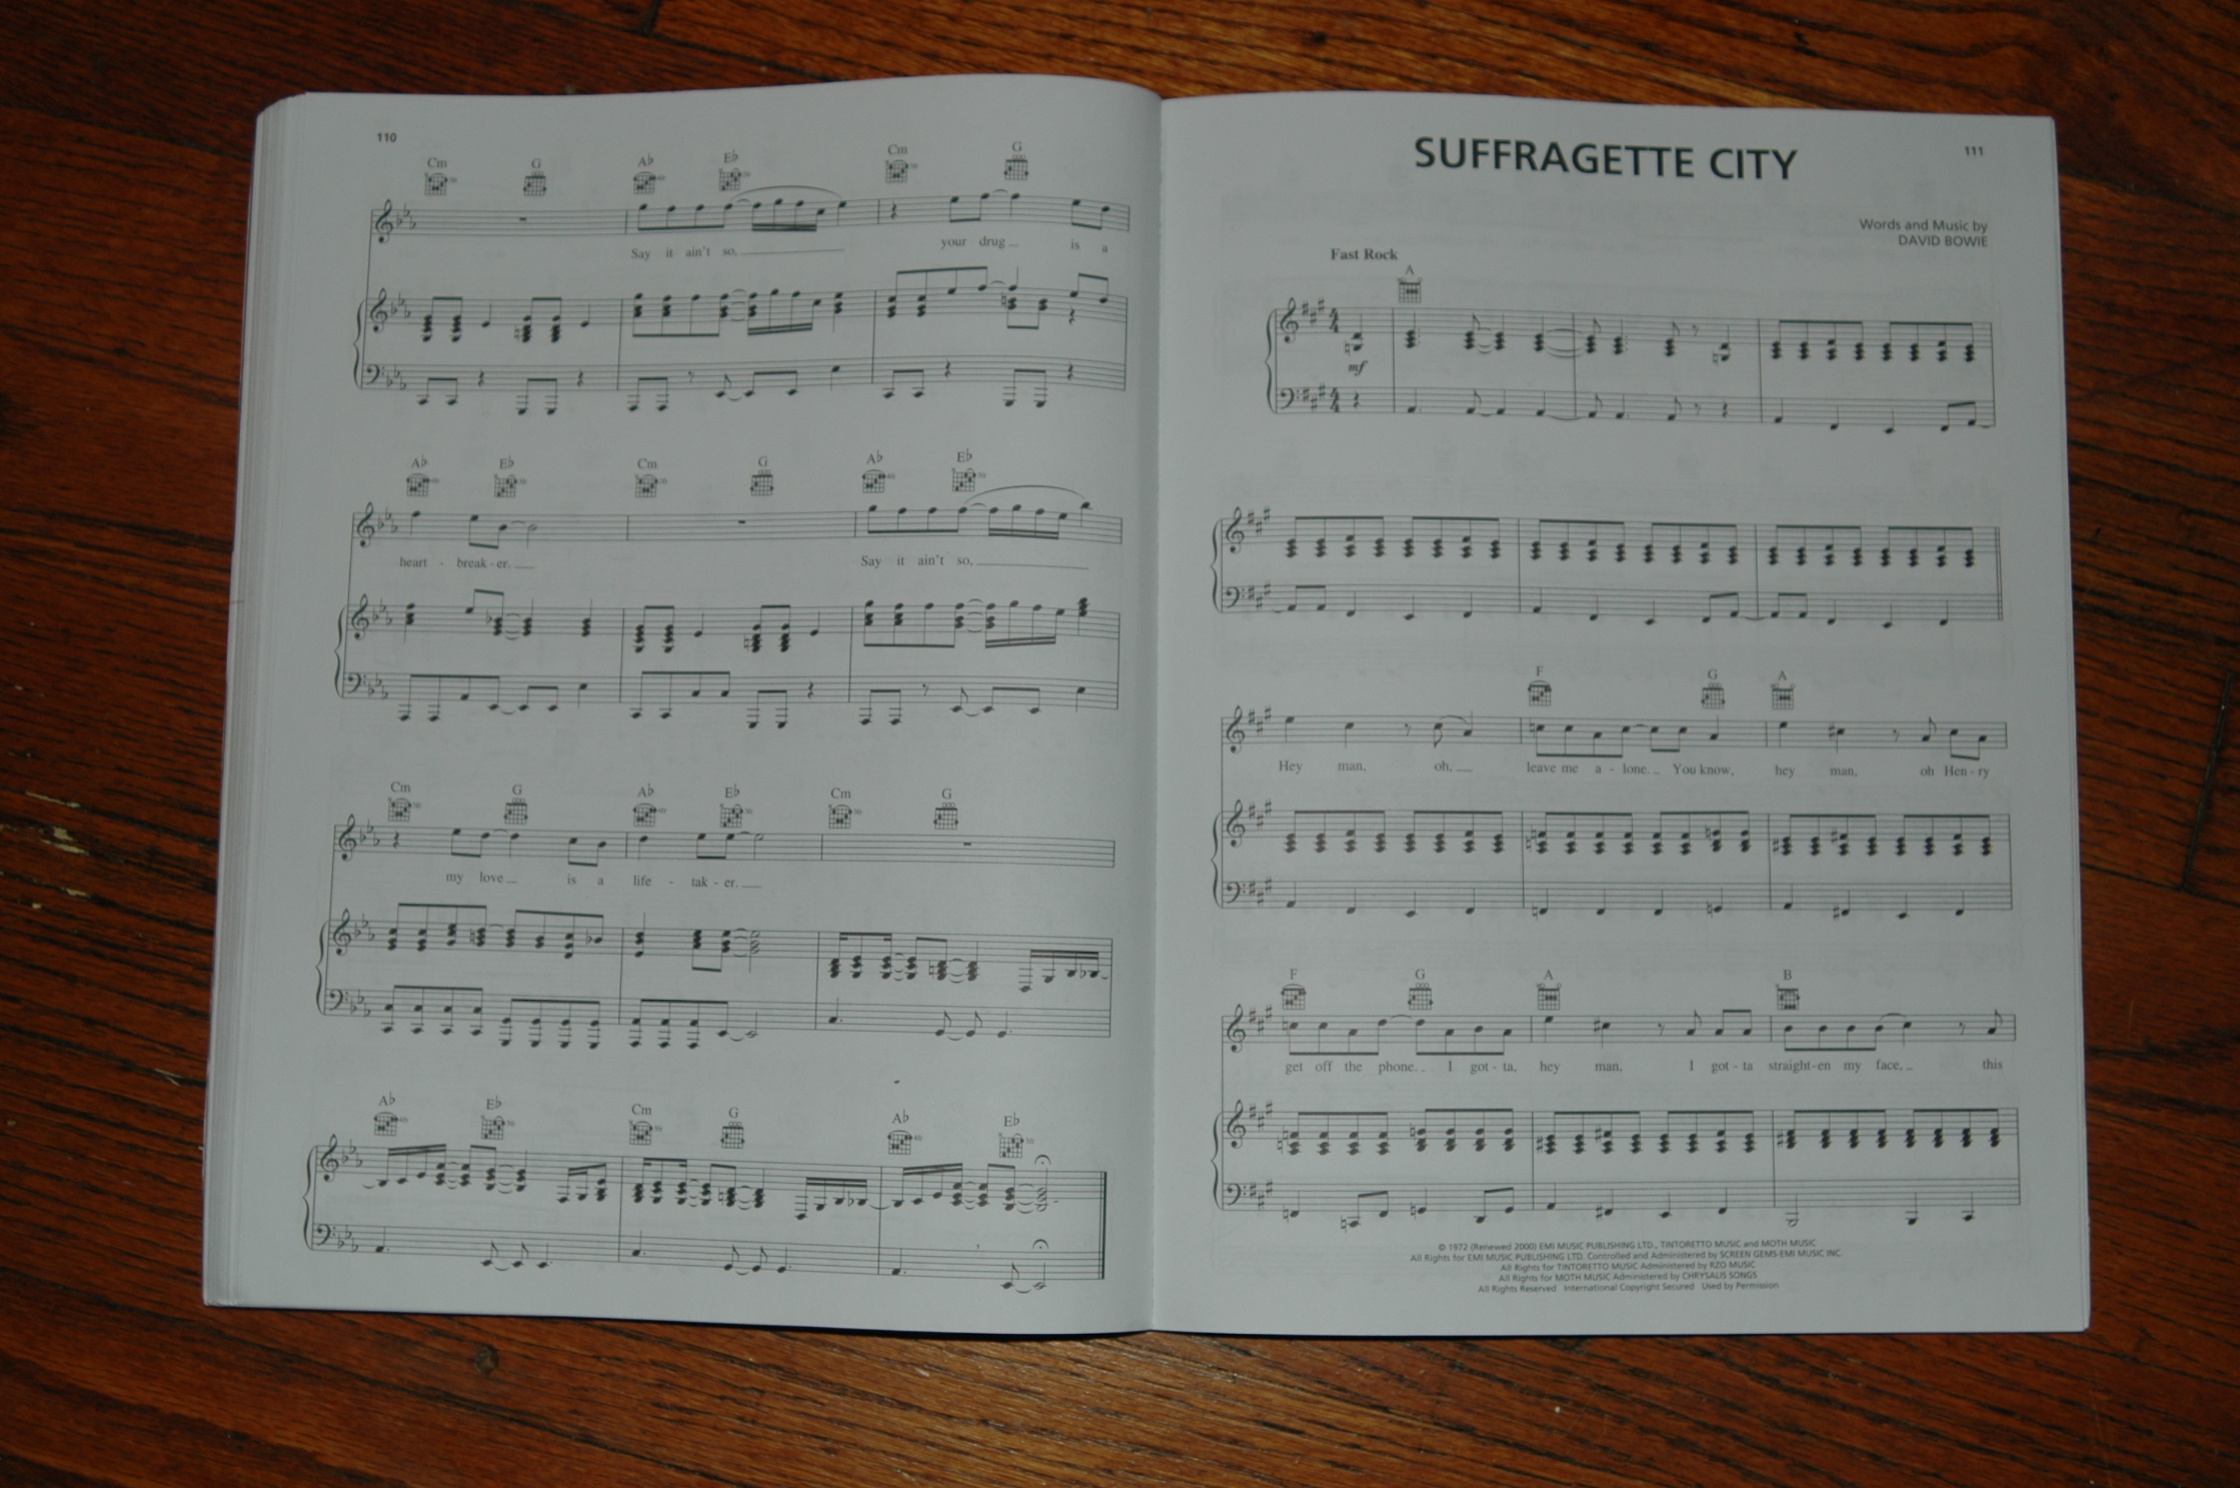 110
Cm G A♭ E♭ Cm G
Say it ain't so, your drug is a
A♭ E♭ Cm G A♭ E♭
heart - break - er. Say it ain't so,
Cm G A♭ E♭ Cm G
my love is a life - tak - er.
A♭ E♭ Cm G A♭ E♭
SUFFRAGETTE CITY
111
Words and Music by
DAVID BOWIE
Fast Rock
A
mf
F G A
Hey man, oh, leave me a - lone. You know, hey man, oh Hen - ry
F G A B
get off the phone. I got - ta, hey man, I got - ta straight-en my face, this
© 1972 (Renewed 2000) EMI MUSIC PUBLISHING LTD., TINTORETTO MUSIC and MOTH MUSIC
All Rights for EMI MUSIC PUBLISHING LTD. Controlled and Administered by SCREEN GEMS-EMI MUSIC INC.
All Rights for TINTORETTO MUSIC Administered by RZO MUSIC
All Rights for MOTH MUSIC Administered by CHRYSALIS SONGS
All Rights Reserved International Copyright Secured Used by Permission